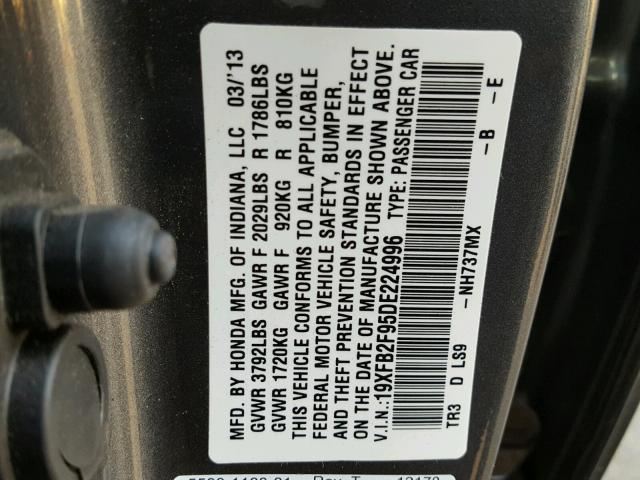 MFD. BY HONDA MFG. OF INDIANA, LLC 03/'13
GVWR 3792LBS GAWR F 2029LBS R 1786LBS
GVWR 1720KG GAWR F 920KG R 810KG
THIS VEHICLE CONFORMS TO ALL APPLICABLE
FEDERAL MOTOR VEHICLE SAFETY, BUMPER,
AND THEFT PREVENTION STANDARDS IN EFFECT
ON THE DATE OF MANUFACTURE SHOWN ABOVE.
V.I.N.:19XFB2F95DE224996 TYPE: PASSENGER CAR
TR3 D LS9 – NH737MX – B – E